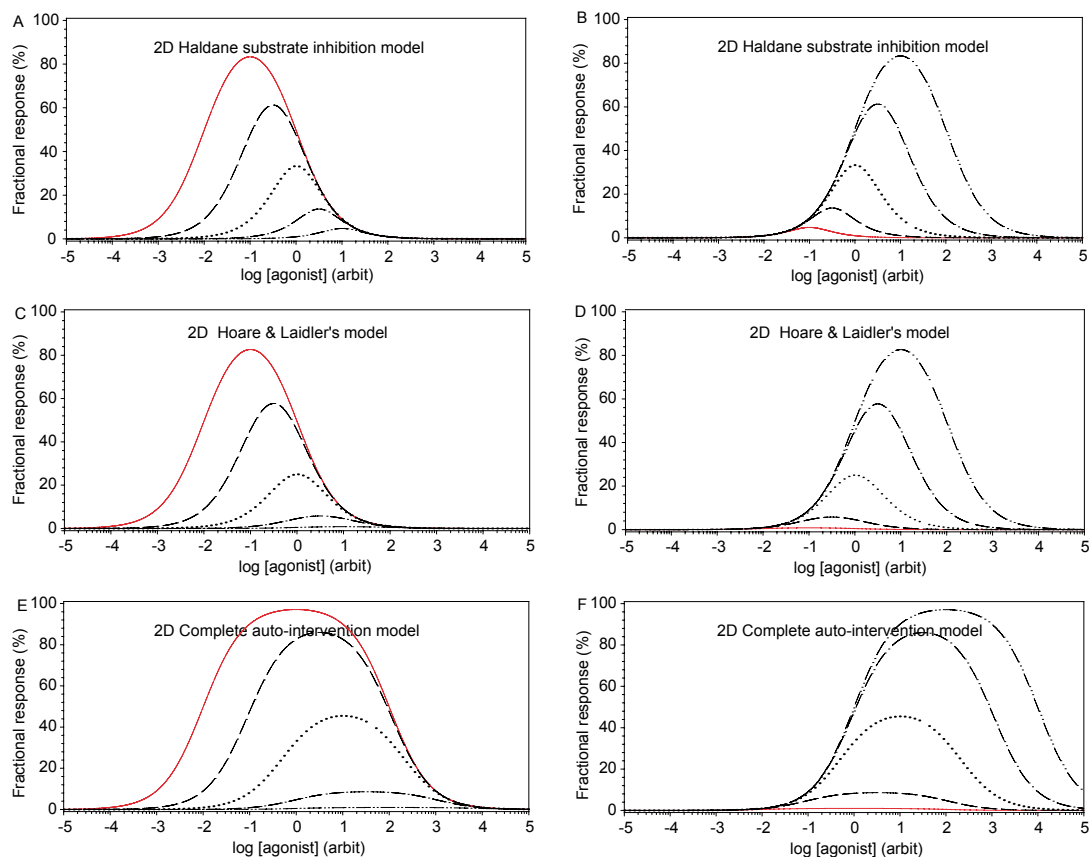 A
2D Haldane substrate inhibition model
Fractional response (%)
100
80
60
40
20
0
-5 -4 -3 -2 -1 0 1 2 3 4 5
log [agonist] (arbit)
B
2D Haldane substrate inhibition model
Fractional response (%)
100
80
60
40
20
0
-5 -4 -3 -2 -1 0 1 2 3 4 5
log [agonist] (arbit)
C
2D Hoare & Laidler's model
Fractional response (%)
100
80
60
40
20
0
-5 -4 -3 -2 -1 0 1 2 3 4 5
log [agonist] (arbit)
D
2D Hoare & Laidler's model
Fractional response (%)
100
80
60
40
20
0
-5 -4 -3 -2 -1 0 1 2 3 4 5
log [agonist] (arbit)
E
2D Complete auto-intervention model
Fractional response (%)
100
80
60
40
20
0
-5 -4 -3 -2 -1 0 1 2 3 4 5
log [agonist] (arbit)
F
2D Complete auto-intervention model
Fractional response (%)
100
80
60
40
20
0
-5 -4 -3 -2 -1 0 1 2 3 4 5
log [agonist] (arbit)